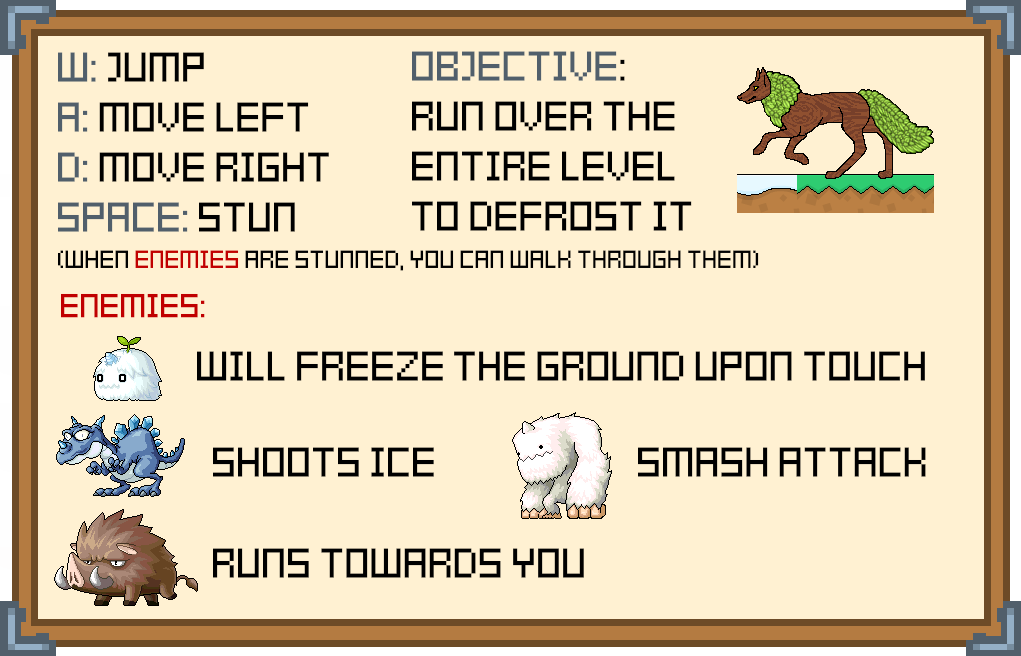 W: JUMP
A: MOVE LEFT
D: MOVE RIGHT
SPACE: STUN
OBJECTIVE:
RUN OVER THE
ENTIRE LEVEL
TO DEFROST IT
(WHEN ENEMIES ARE STUNNED, YOU CAN WALK THROUGH THEM)
ENEMIES:
WILL FREEZE THE GROUND UPON TOUCH
SHOOTS ICE
SMASH ATTACK
RUNS TOWARDS YOU